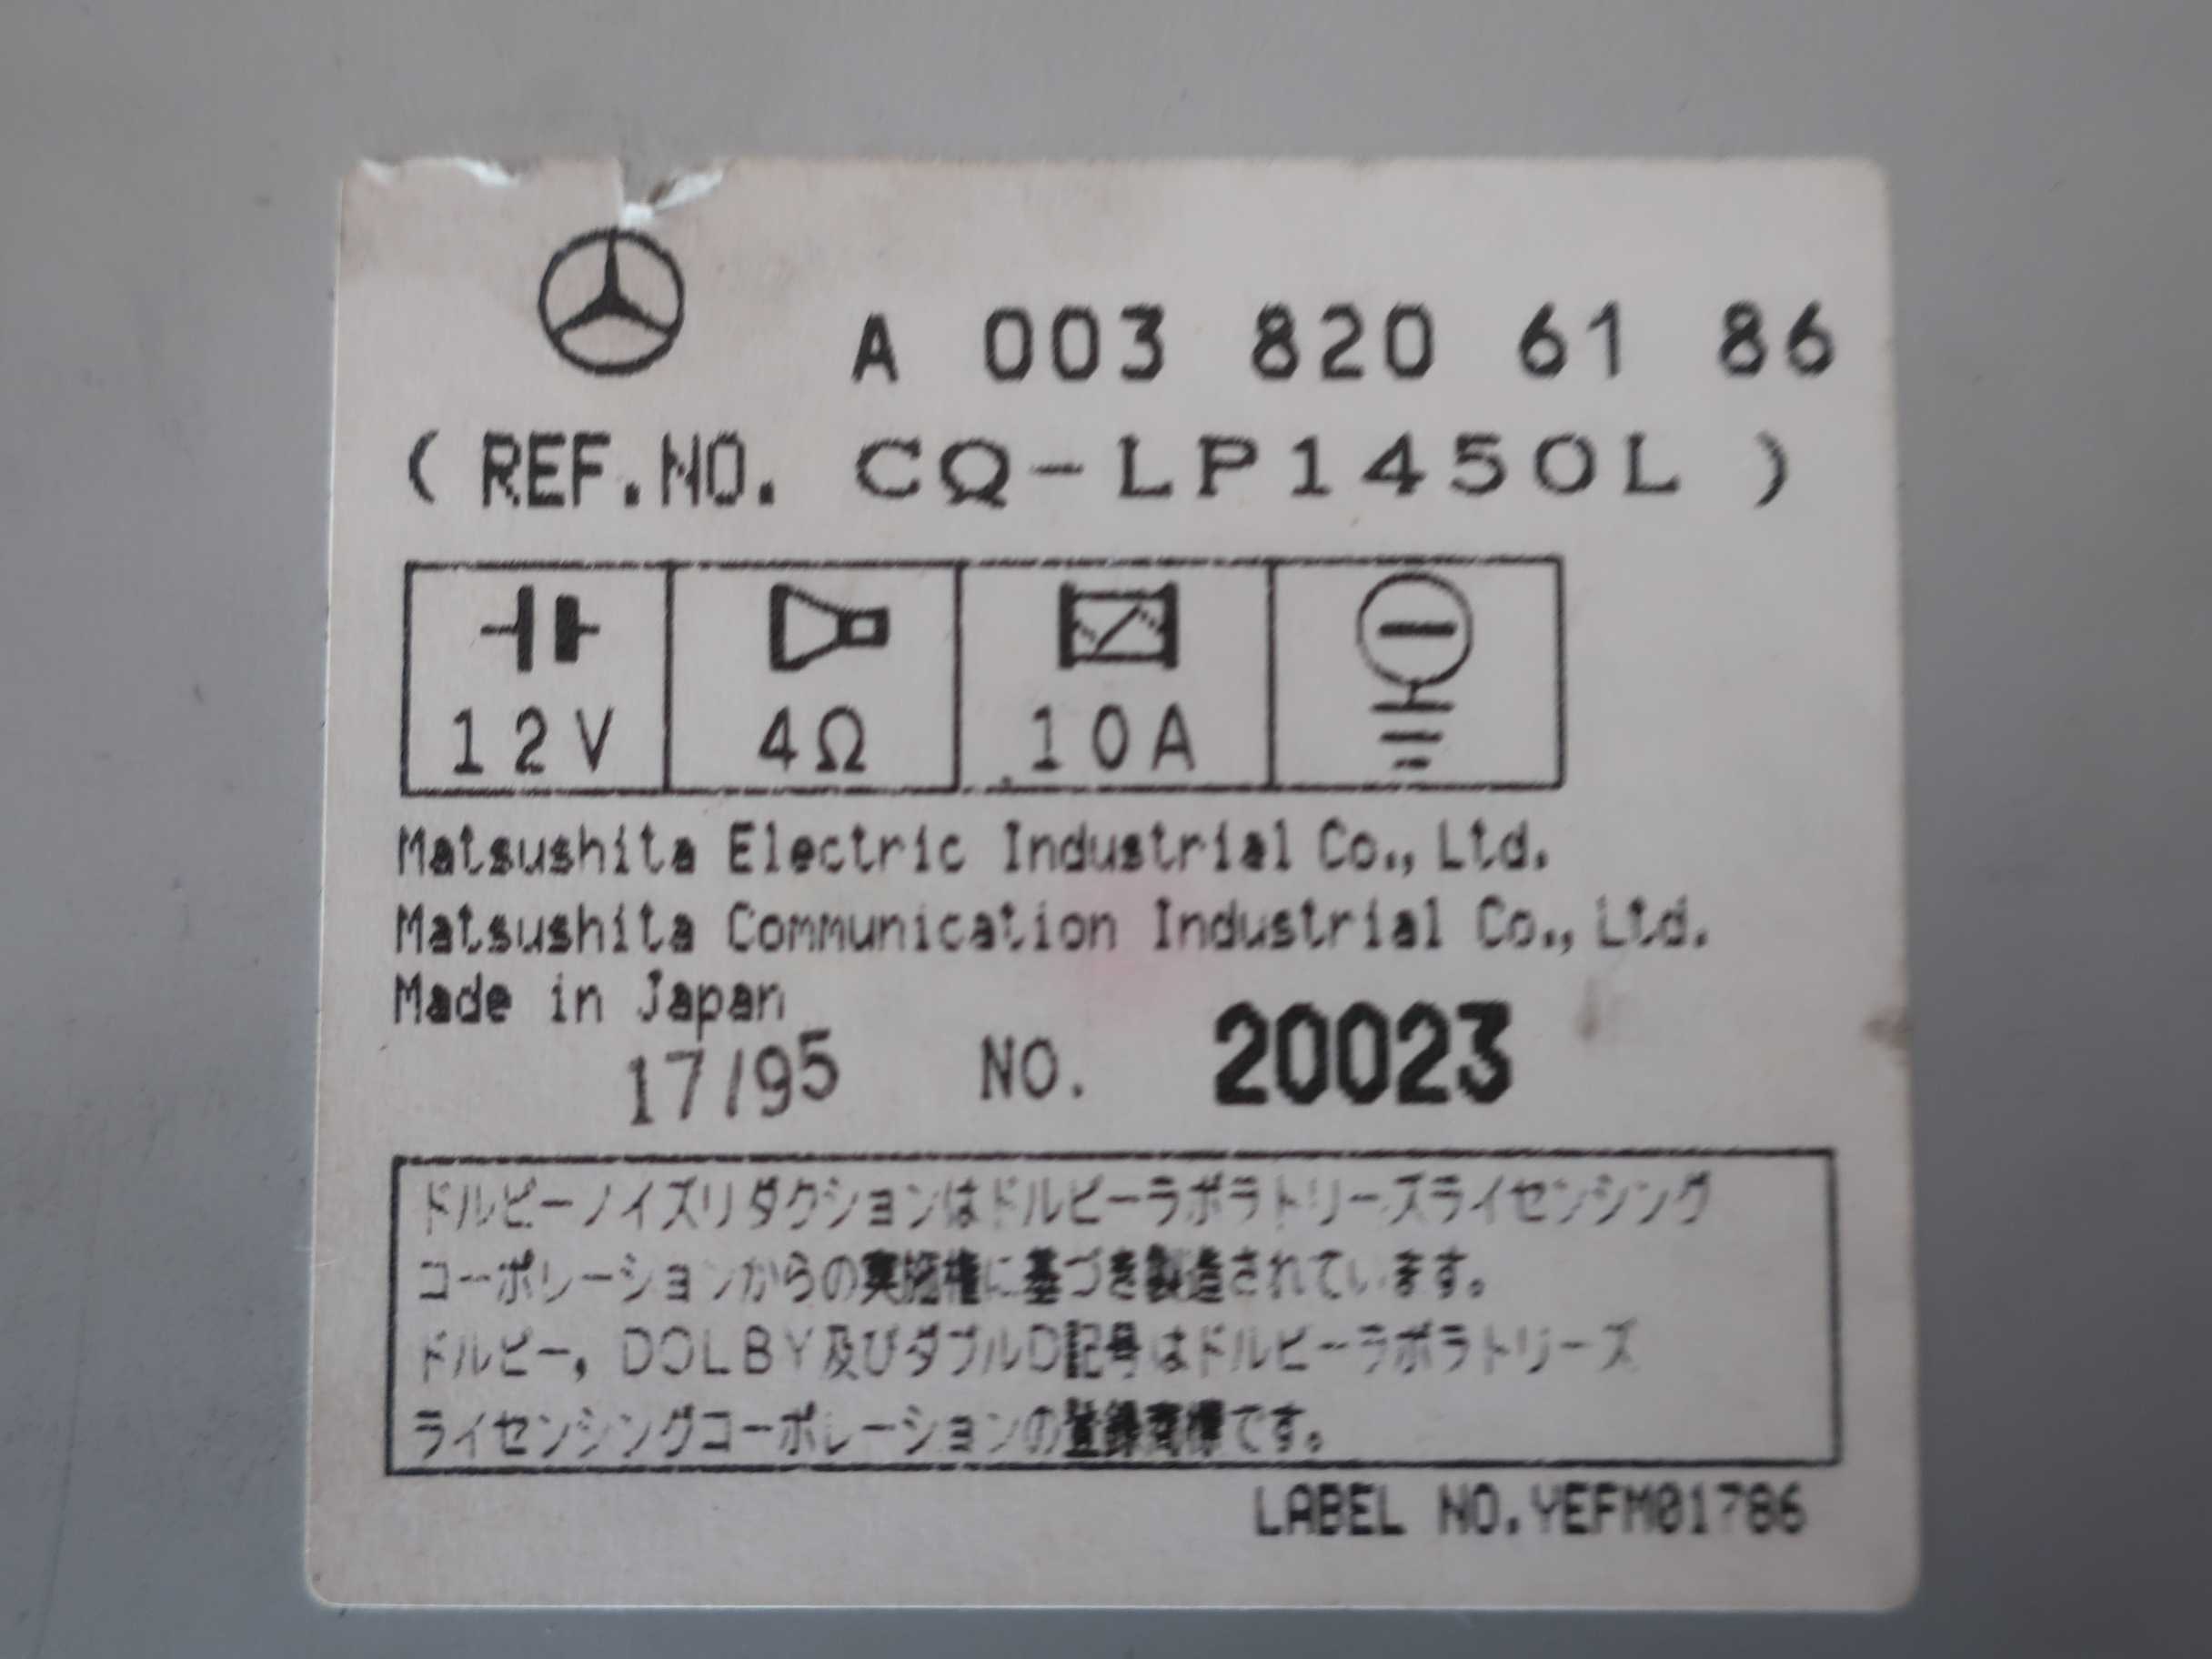 A 003 820 61 86
( REF.NO. CQ-LP1450L )
12V 4Ω 10A
Matsushita Electric Industrial Co., Ltd.
Matsushita Communication Industrial Co., Ltd.
Made in Japan
17/95 NO. 20023
ドルビーノイズリダクションはドルビーラボラトリーズライセンシング
コーポレーションからの実施権に基づき製造されています。
ドルビー, DOLBY及びダブルD記号はドルビーラボラトリーズ
ライセンシングコーポレーションの登録商標です。
LABEL NO.YEFM01786